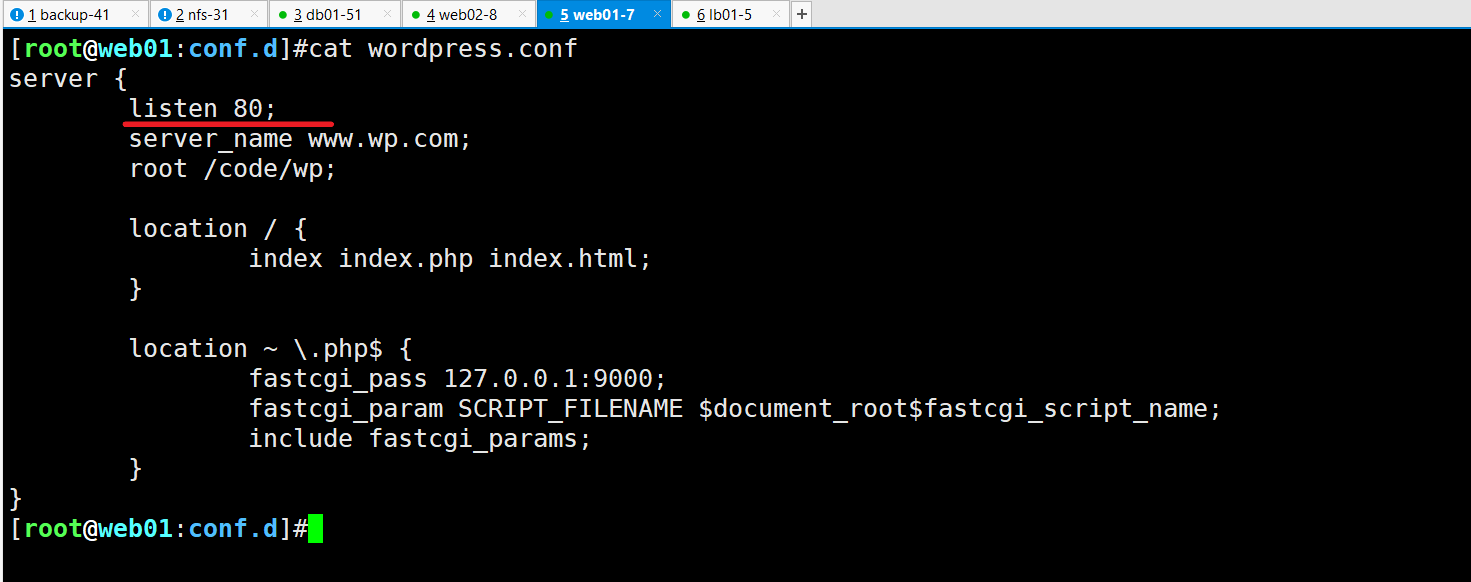 1 backup-41 2 nfs-31 3 db01-51 4 web02-8 5 web01-7 6 lb01-5 +
[root@web01:conf.d]#cat wordpress.conf
server {
        listen 80;
        server_name www.wp.com;
        root /code/wp;
        location / {
                index index.php index.html;
        }
        location ~ \.php$ {
                fastcgi_pass 127.0.0.1:9000;
                fastcgi_param SCRIPT_FILENAME $document_root$fastcgi_script_name;
                include fastcgi_params;
        }
}
[root@web01:conf.d]#